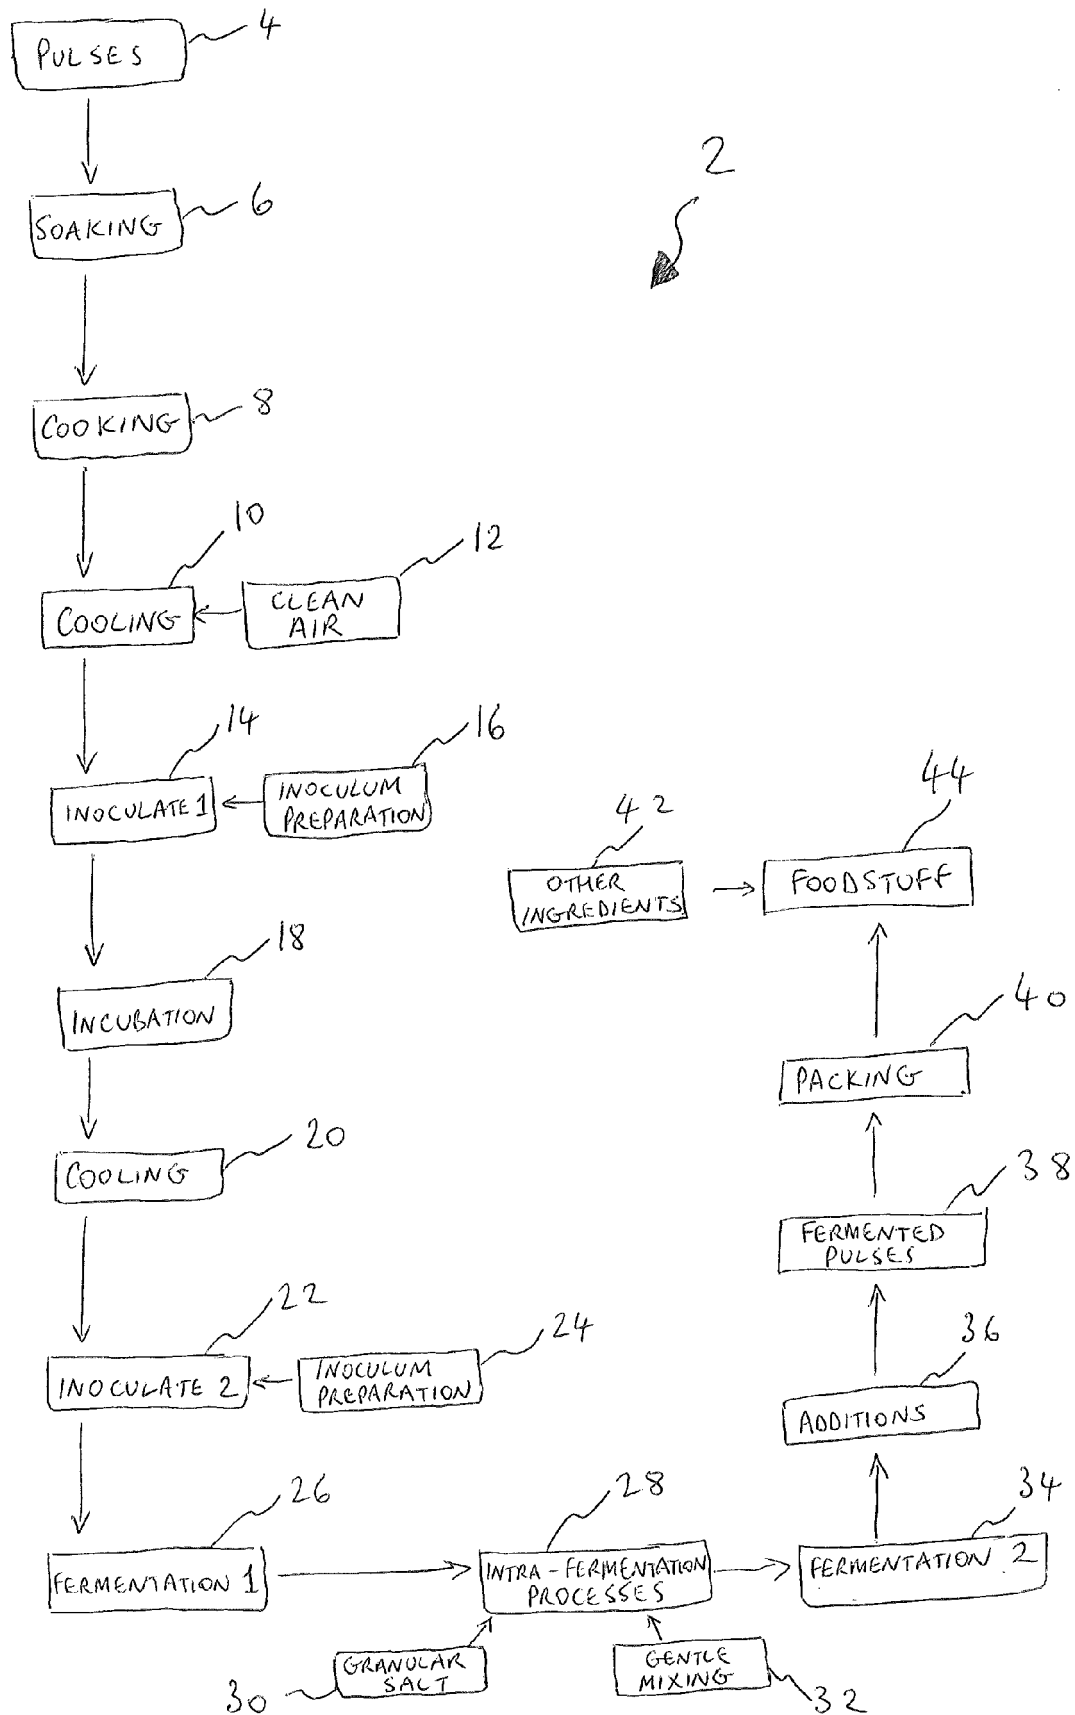 PULSES
4
2
SOAKING
6
COOKING
8
10
12
COOLING
CLEAN
AIR
14
16
INOCULATE 1
INOCULUM
PREPARATION
42
44
OTHER
INGREDIENTS
FOODSTUFF
18
INCUBATION
40
PACKING
20
COOLING
38
FERMENTED
PULSES
22
24
INOCULATE 2
INOCULUM
PREPARATION
36
ADDITIONS
26
28
34
FERMENTATION 1
INTRA-FERMENTATION
PROCESSES
FERMENTATION 2
30
GRANULAR
SALT
GENTLE
MIXING
32